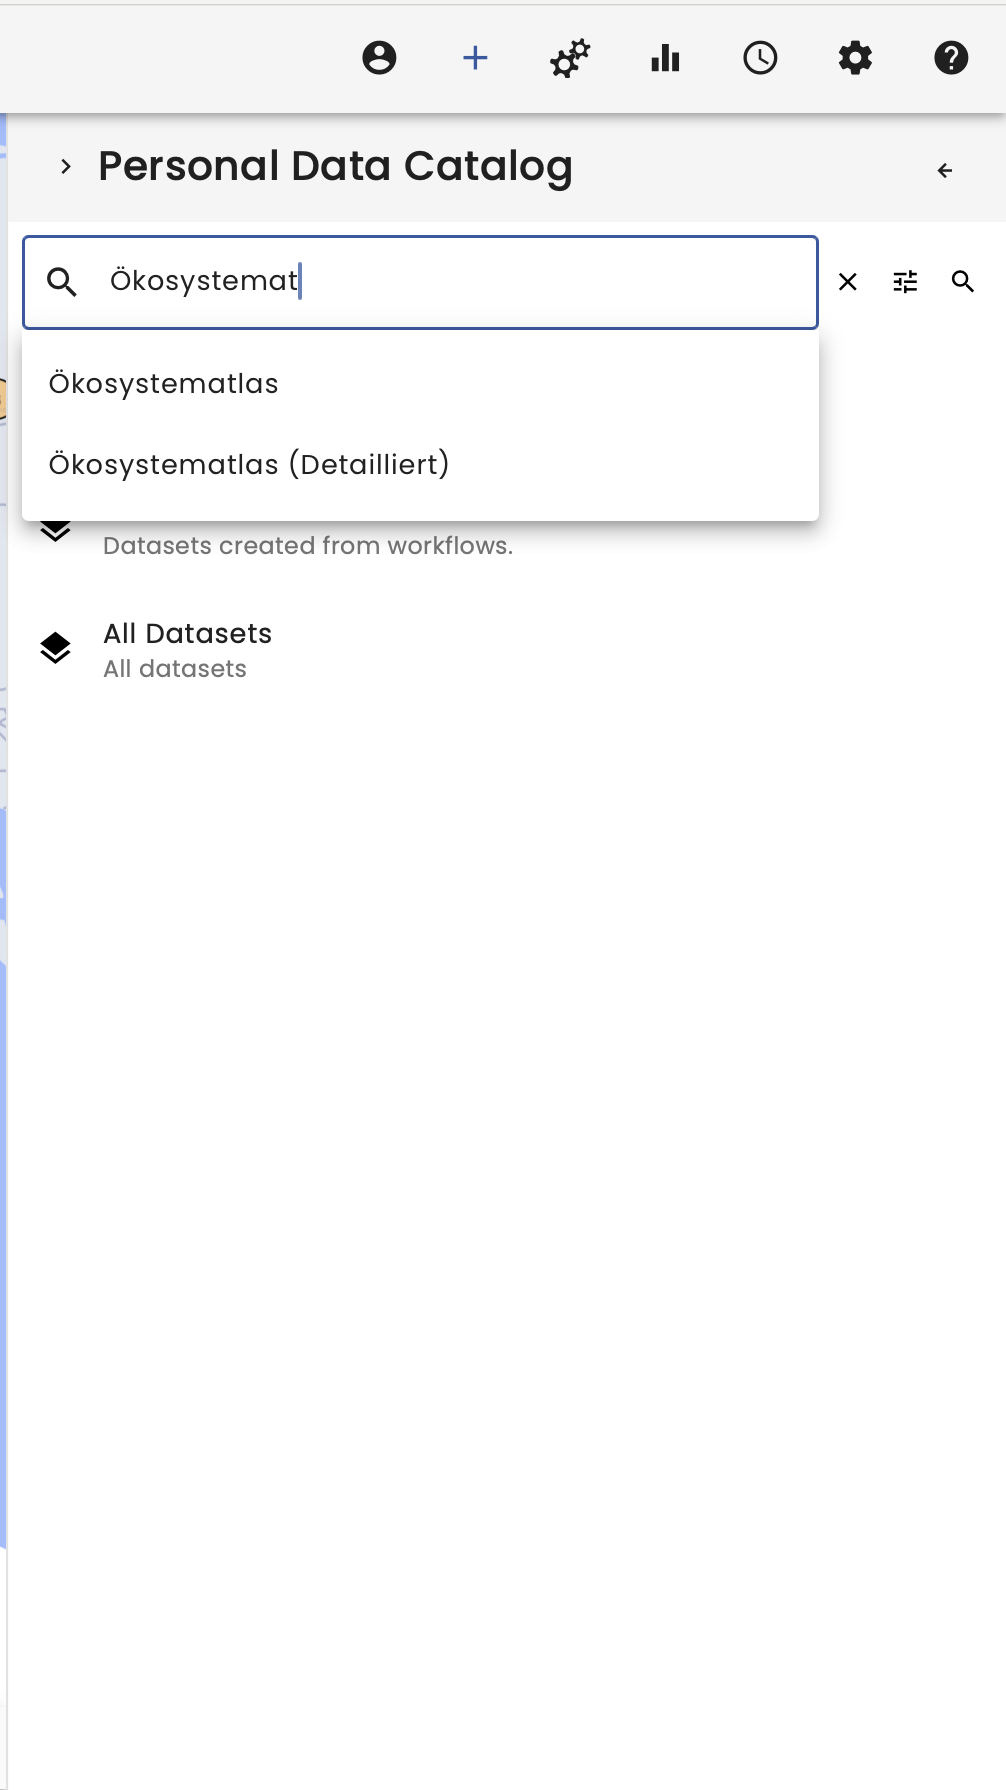 Personal Data Catalog
Ökosystemat
Ökosystematlas
Ökosystematlas (Detailliert)
Datasets created from workflows.
All Datasets
All datasets